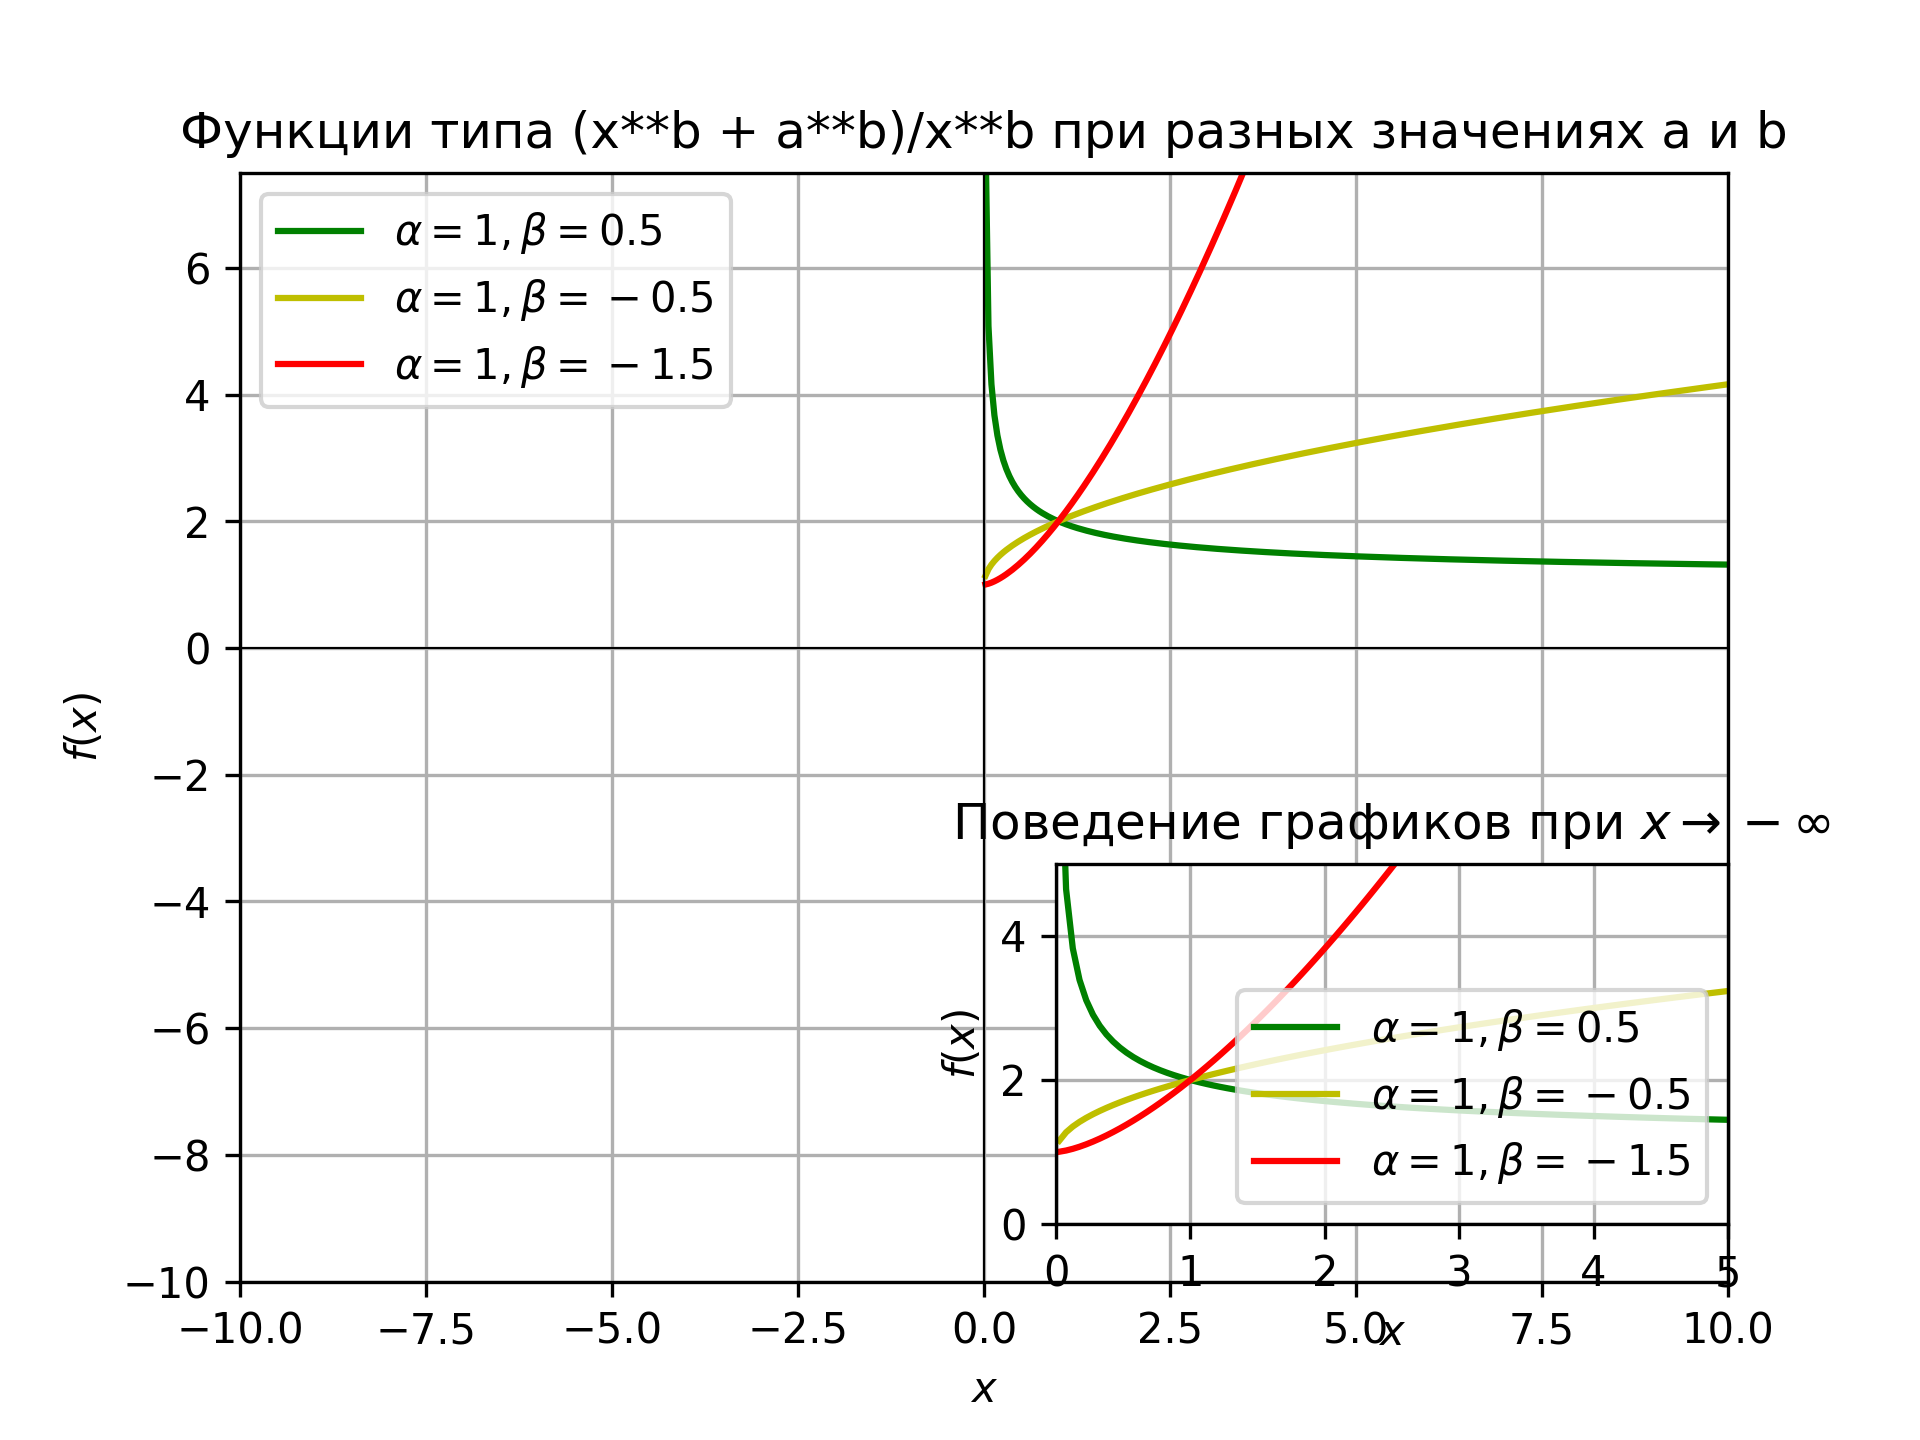 Функции типа (x**b + a**b)/x**b при разных значениях a и b
α = 1, β = 0.5
α = 1, β = − 0.5
α = 1, β = − 1.5
6
4
2
0
−2
−4
−6
−8
−10
f(x)
Поведение графиков при x → − ∞
4
2
0
f(x)
α = 1, β = 0.5
α = 1, β = − 0.5
α = 1, β = − 1.5
0 1 2 3 4 5
x
−10.0 −7.5 −5.0 −2.5 0.0 2.5 5.0 7.5 10.0
x